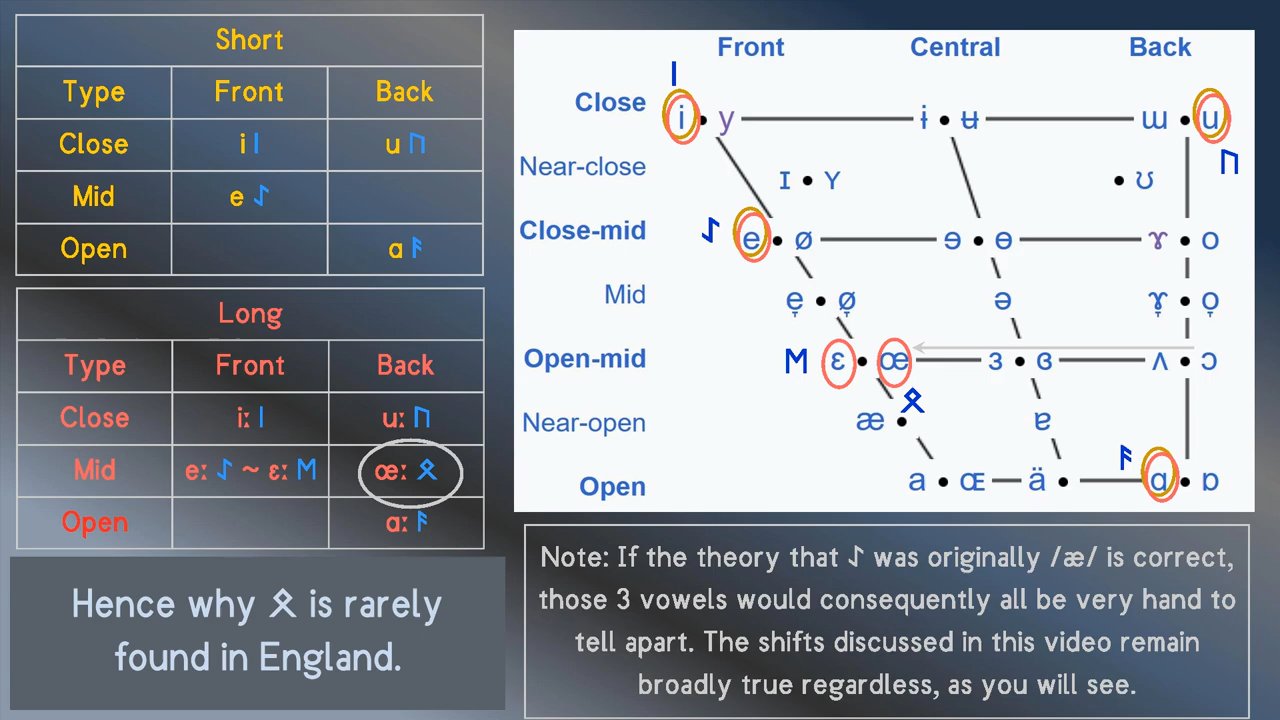 Short
Type Front Back
Close i ᛁ u ᚢ
Mid e ᛇ
Open ɑ ᚨ
Long
Type Front Back
Close iː ᛁ uː ᚢ
Mid eː ᛇ ~ ɛː ᛖ œː ᛟ
Open ɑː ᚨ
Hence why ᛟ is rarely
found in England.
Front Central Back
ᛁ
Close i • y ɨ • ʉ ɯ • u
ᚢ
Near-close ɪ • ʏ • ʊ
Close-mid ᛇ e • ø ɘ • ɵ ɤ • o
Mid e̞ • ø̞ ə ɤ̞ • o̞
Open-mid ᛖ ɛ • œ ɜ • ɞ ʌ • ɔ
ᛟ
Near-open æ • ɐ
ᚨ
Open a • ɶ ä • ɑ • ɒ
Note: If the theory that ᛇ was originally /æ/ is correct,
those 3 vowels would consequently all be very hand to
tell apart. The shifts discussed in this video remain
broadly true regardless, as you will see.